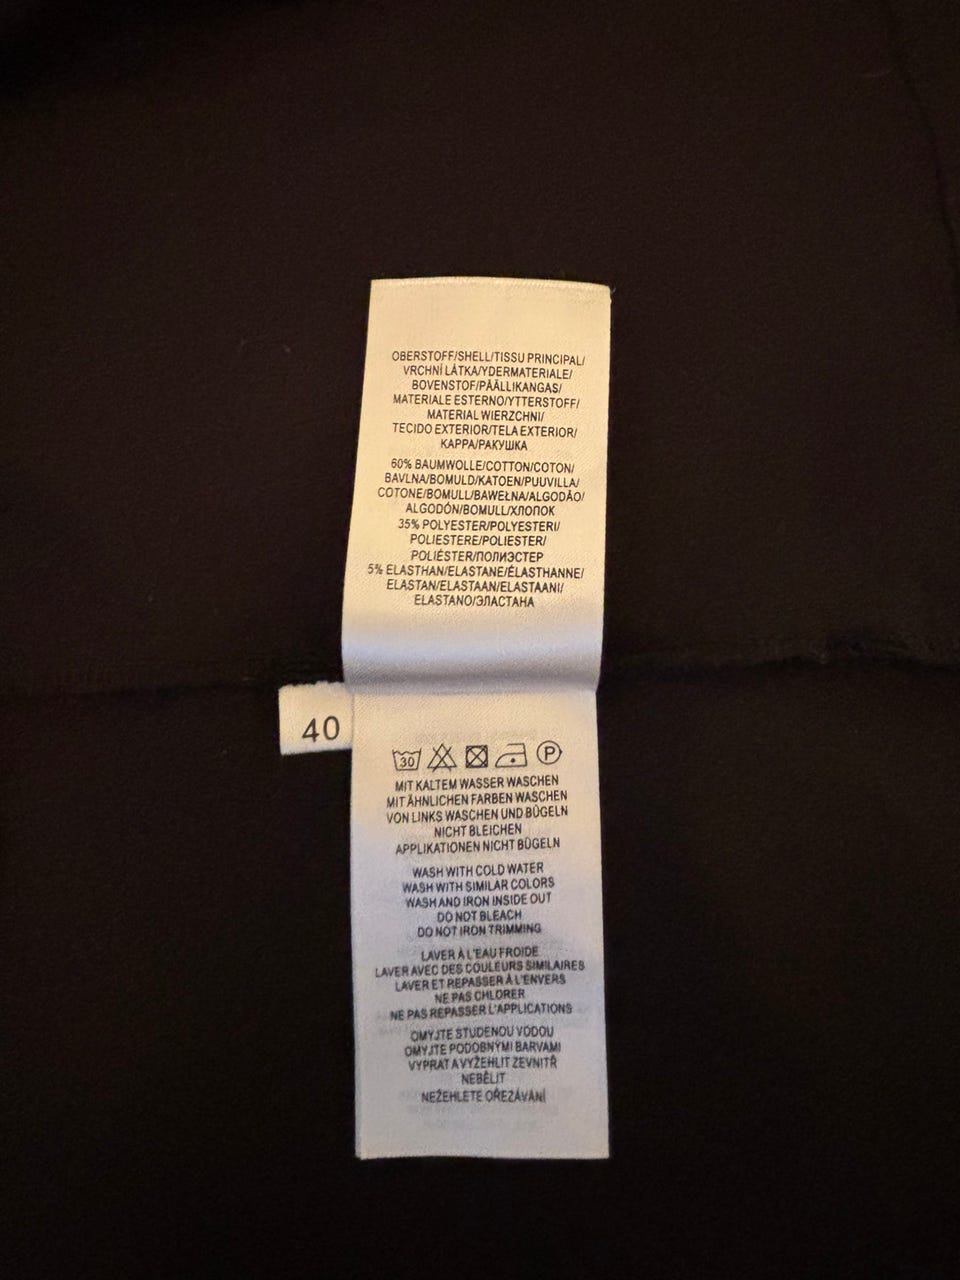 OBERSTOFF/SHELL/TISSU PRINCIPAL/
VRCHNÍ LÁTKA/YDERMATERIALE/
BOVENSTOF/PÄÄLLIKANGAS/
MATERIALE ESTERNO/YTTERSTOFF/
MATERIAL WIERZCHNI/
TECIDO EXTERIOR/TELA EXTERIOR/
KAPPA/РАКУШКА
60% BAUMWOLLE/COTTON/COTON/
BAVLNA/BOMULD/KATOEN/PUUVILLA/
COTONE/BOMULL/BAWEŁNA/ALGODÃO/
ALGODÓN/BOMULL/ХЛОПОК
35% POLYESTER/POLYESTERI/
POLIESTERE/POLIESTER/
POLIÉSTER/ПОЛИЭСТЕР
5% ELASTHAN/ELASTANE/ÉLASTHANNE/
ELASTAN/ELASTAAN/ELASTAANI/
ELASTANO/ЭЛАСТАНА
40
30 P
MIT KALTEM WASSER WASCHEN
MIT ÄHNLICHEN FARBEN WASCHEN
VON LINKS WASCHEN UND BÜGELN
NICHT BLEICHEN
APPLIKATIONEN NICHT BÜGELN
WASH WITH COLD WATER
WASH WITH SIMILAR COLORS
WASH AND IRON INSIDE OUT
DO NOT BLEACH
DO NOT IRON TRIMMING
LAVER À L'EAU FROIDE
LAVER AVEC DES COULEURS SIMILAIRES
LAVER ET REPASSER À L'ENVERS
NE PAS CHLORER
NE PAS REPASSER L'APPLICATIONS
OMYJTE STUDENOU VODOU
OMYJTE PODOBNÝMI BARVAMI
VYPRAT A VYŽEHLIT ZEVNITŘ
NEBĚLIT
NEŽEHLETE OŘEZÁVÁNÍ